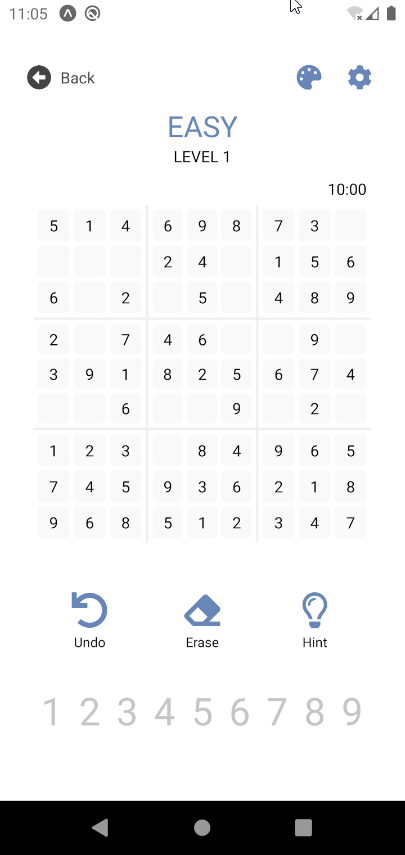 11:05
Back
EASY
LEVEL 1
10:00
5 1 4 6 9 8 7 3
2 4 1 5 6
6 2 5 4 8 9
2 7 4 6 9
3 9 1 8 2 5 6 7 4
6 9 2
1 2 3 8 4 9 6 5
7 4 5 9 3 6 2 1 8
9 6 8 5 1 2 3 4 7
Undo Erase Hint
1 2 3 4 5 6 7 8 9